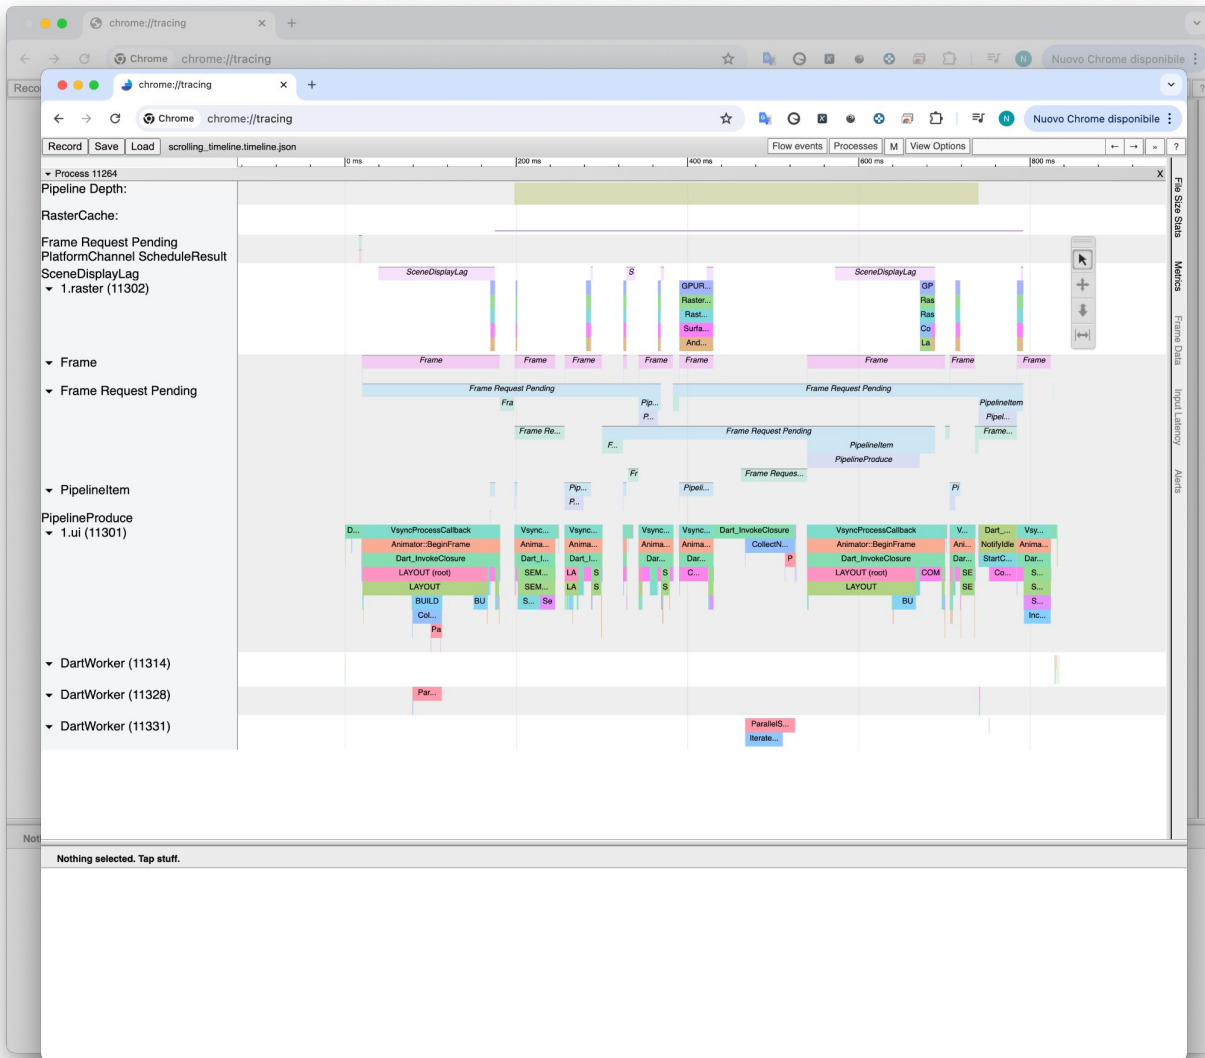 chrome://tracing × +
Chrome chrome://tracing Nuovo Chrome disponibile
Reco
chrome://tracing × +
Chrome chrome://tracing N Nuovo Chrome disponibile
Record Save Load scrolling_timeline.timeline.json Flow events Processes M View Options ← → » ?
0 ms 200 ms 400 ms 600 ms 800 ms
Process 11264 X
Pipeline Depth:
RasterCache:
Frame Request Pending
PlatformChannel ScheduleResult
SceneDisplayLag SceneDisplayLag S SceneDisplayLag
1.raster (11302) GPUR... GP
Raster... Ras
Rast... Ras
Surfa... Co
And... La
Frame Frame Frame Frame Frame Frame Frame Frame Frame
Frame Request Pending Frame Request Pending Frame Request Pending
Fra Pip... PipelineItem
P... Pipel...
Frame Re... Frame Request Pending Frame...
F... PipelineItem
PipelineProduce
Fr Frame Reques...
PipelineItem Pip... Pipeli... Pi
P...
PipelineProduce
1.ui (11301) D... VsyncProcessCallback Vsync... Vsync... Vsync... Vsync... Dart_InvokeClosure VsyncProcessCallback V... Dart_... Vsy...
Animator::BeginFrame Anima... Anima... Anima... Anima... CollectN... Animator::BeginFrame Ani... NotifyIdle Anima...
Dart_InvokeClosure Dart_I... Dart_I... Dar... Dar... P Dart_InvokeClosure Dar... StartC... Dar...
LAYOUT (root) SEM... LA S S C... LAYOUT (root) COM SE Co... S...
LAYOUT SEM... LA S S LAYOUT SE S...
BUILD BU S... Se BU S...
Col... Inc...
Pa
DartWorker (11314)
DartWorker (11328) Par...
DartWorker (11331) ParallelS...
Iterate...
File Size Stats
Metrics
Frame Data
Input Latency
Alerts
Not
Nothing selected. Tap stuff.